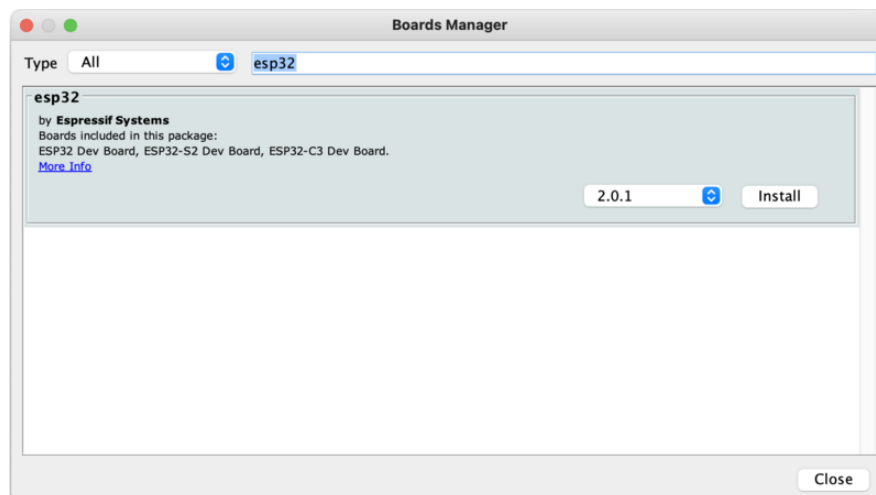 Boards Manager
Type All esp32
esp32
by Espressif Systems
Boards included in this package:
ESP32 Dev Board, ESP32-S2 Dev Board, ESP32-C3 Dev Board.
More Info
2.0.1 Install
Close